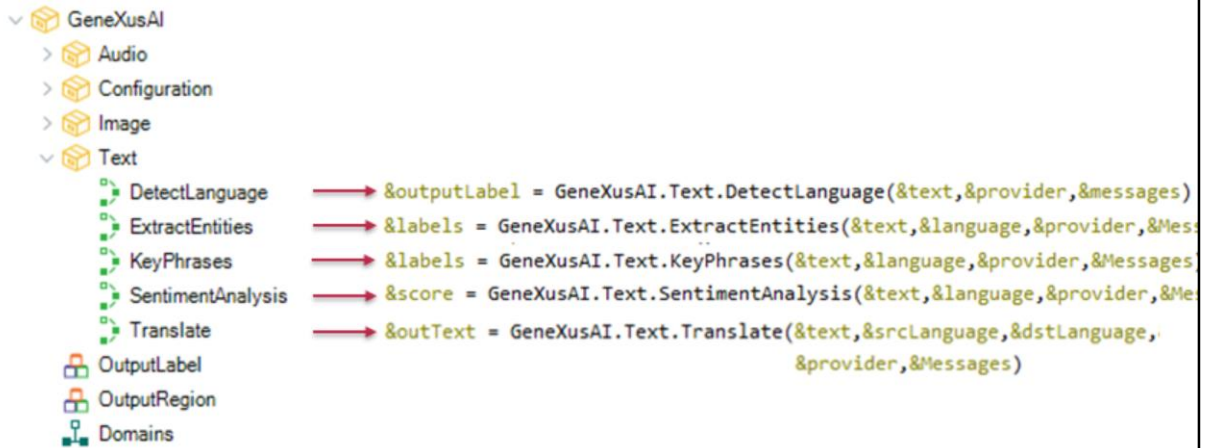 GeneXusAI
Audio
Configuration
Image
Text
DetectLanguage &outputLabel = GeneXusAI.Text.DetectLanguage(&text,&provider,&messages)
ExtractEntities &labels = GeneXusAI.Text.ExtractEntities(&text,&language,&provider,
KeyPhrases &labels = GeneXusAI.Text.KeyPhrases(&text,&language,&provider,&Messages)
SentimentAnalysis &score = GeneXusAI.Text.SentimentAnalysis(&text,&language,&provider,
Translate &outText = GeneXusAI.Text.Translate(&text,&srcLanguage,&dstLanguage,
&provider,&Messages)
OutputLabel
OutputRegion
Domains